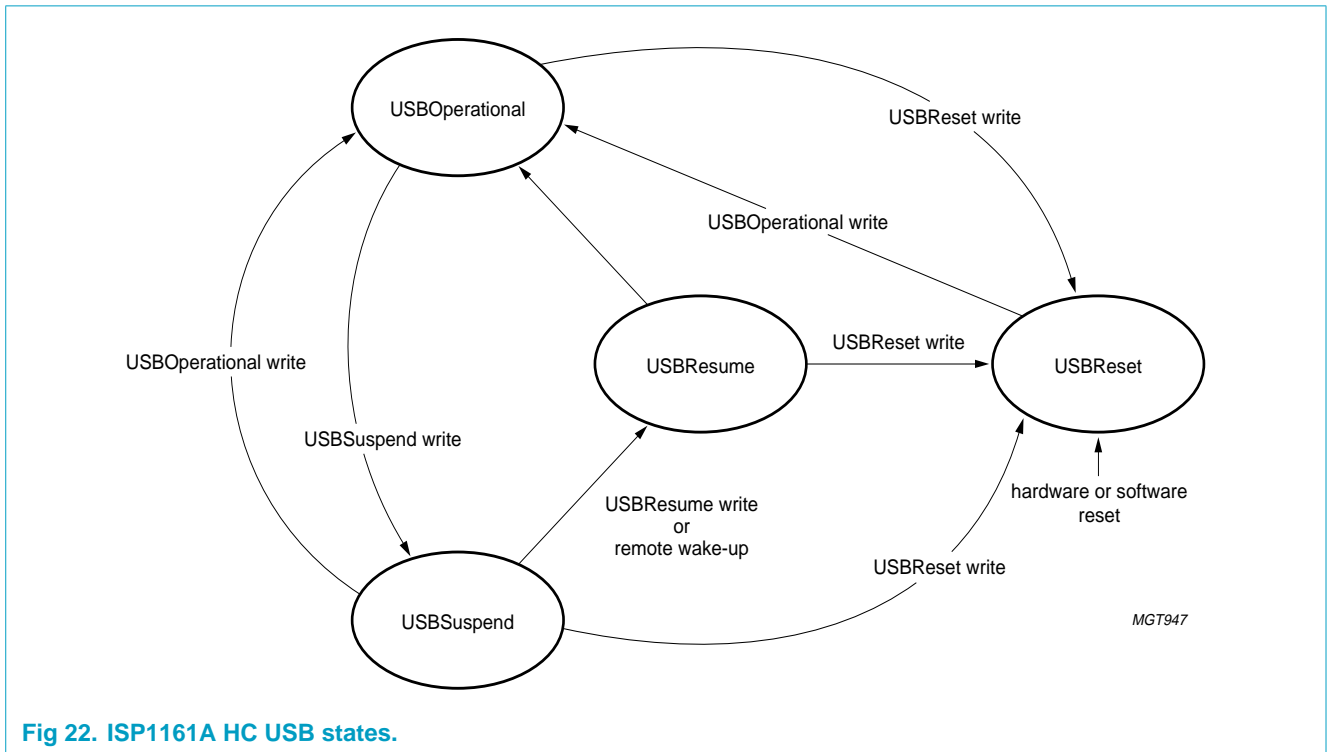 USBOperational
USBReset write
USBOperational write
USBReset write
USBOperational write
USBResume
USBReset
USBSuspend write
hardware or software
reset
USBResume write
or
remote wake-up
USBReset write
USBSuspend
MGT947
Fig 22. ISP1161A HC USB states.